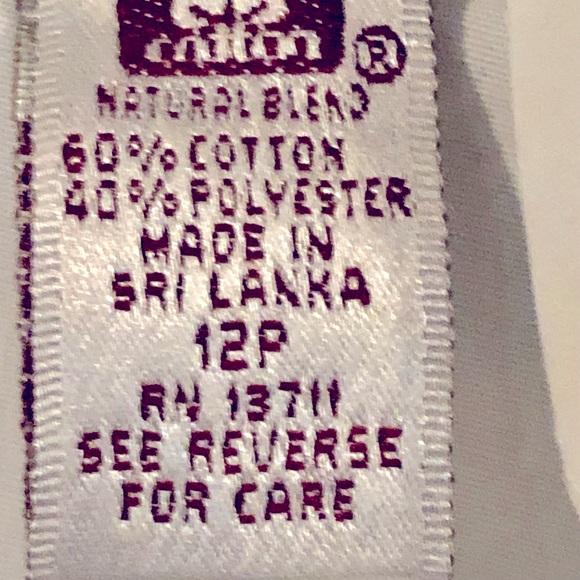 cotton ®
NATURAL BLEND
60% COTTON
40% POLYESTER
MADE IN
SRI LANKA
12P
RN 13711
SEE REVERSE
FOR CARE